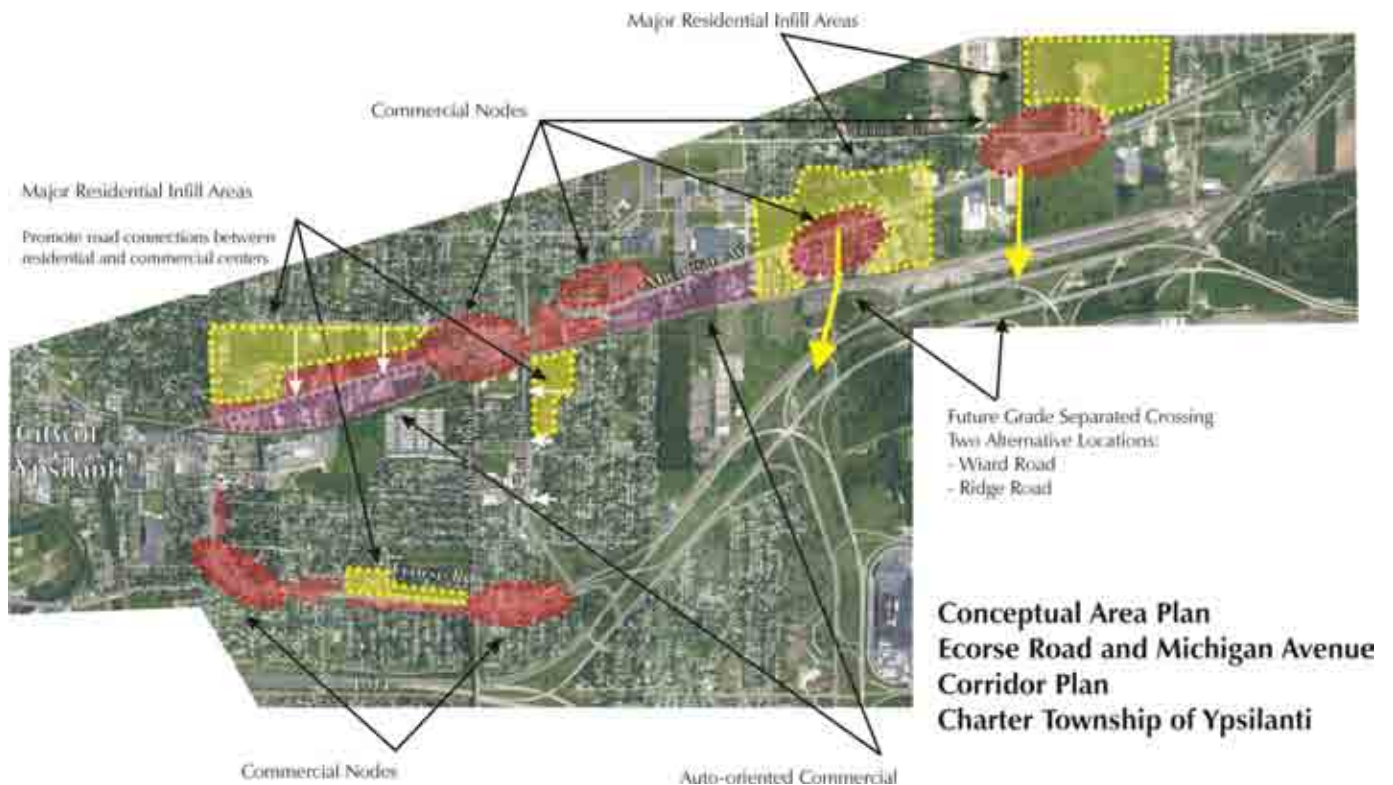 Major Residential Infill Areas
Commercial Nodes
Major Residential Infill Areas
Promote road connections between
residential and commercial centers
Michigan
City of
Ypsilanti
Ecorse Rd
Future Grade Separated Crossing
Two Alternative Locations:
- Wiard Road
- Ridge Road
Conceptual Area Plan
Ecorse Road and Michigan Avenue
Corridor Plan
Charter Township of Ypsilanti
Commercial Nodes
Auto-oriented Commercial